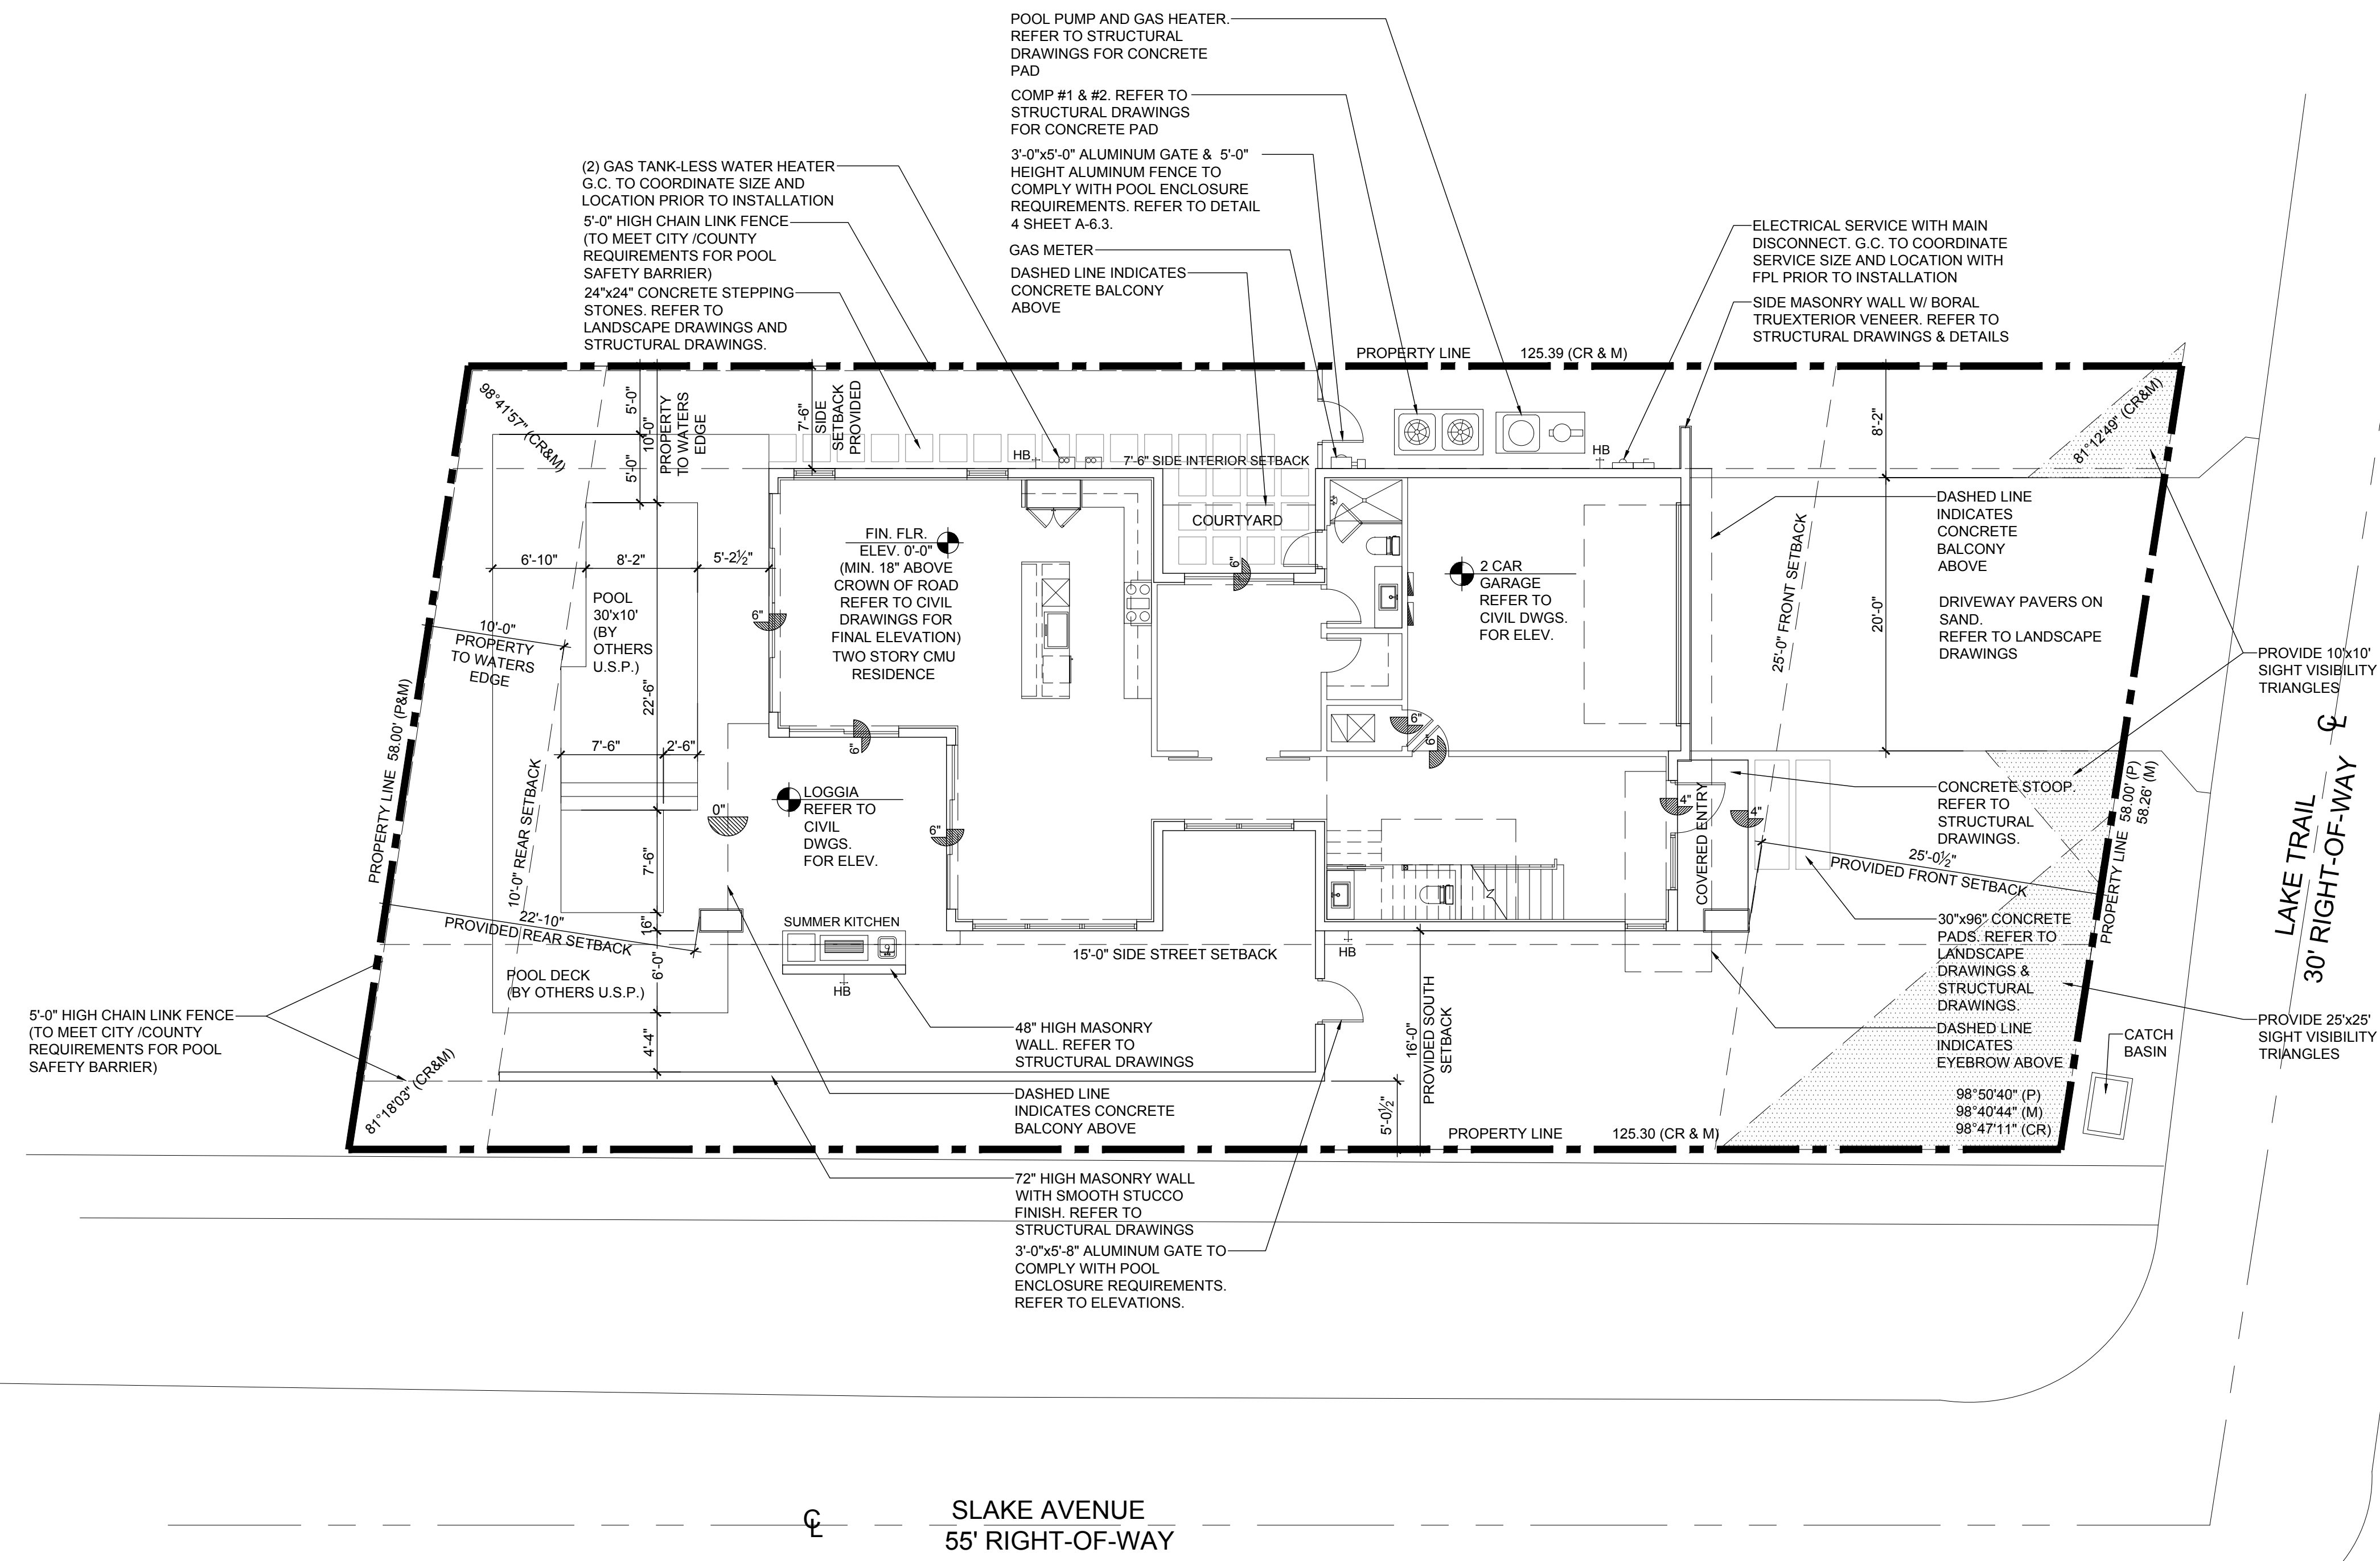 POOL PUMP AND GAS HEATER.
REFER TO STRUCTURAL
DRAWINGS FOR CONCRETE
PAD
COMP #1 & #2. REFER TO
STRUCTURAL DRAWINGS
FOR CONCRETE PAD
3'-0"x5'-0" ALUMINUM GATE & 5'-0"
HEIGHT ALUMINUM FENCE TO
COMPLY WITH POOL ENCLOSURE
REQUIREMENTS. REFER TO DETAIL
4 SHEET A-6.3.
GAS METER
DASHED LINE INDICATES
CONCRETE BALCONY
ABOVE
(2) GAS TANK-LESS WATER HEATER
G.C. TO COORDINATE SIZE AND
LOCATION PRIOR TO INSTALLATION
5'-0" HIGH CHAIN LINK FENCE
(TO MEET CITY /COUNTY
REQUIREMENTS FOR POOL
SAFETY BARRIER)
24"x24" CONCRETE STEPPING
STONES. REFER TO
LANDSCAPE DRAWINGS AND
STRUCTURAL DRAWINGS.
ELECTRICAL SERVICE WITH MAIN
DISCONNECT. G.C. TO COORDINATE
SERVICE SIZE AND LOCATION WITH
FPL PRIOR TO INSTALLATION
SIDE MASONRY WALL W/ BORAL
TRUEXTERIOR VENEER. REFER TO
STRUCTURAL DRAWINGS & DETAILS
PROPERTY LINE 125.39 (CR & M)
98°41'57" (CR&M)
5'-0"
5'-0"
10'-0"
PROPERTY
TO WATERS
EDGE
7'-6"
SIDE
SETBACK
PROVIDED
HB
7'-6" SIDE INTERIOR SETBACK
HB
8'-2"
81°12'49" (CR&M)
COURTYARD
6"
FIN. FLR.
ELEV. 0'-0"
(MIN. 18" ABOVE
CROWN OF ROAD
REFER TO CIVIL
DRAWINGS FOR
FINAL ELEVATION)
TWO STORY CMU
RESIDENCE
2 CAR
GARAGE
REFER TO
CIVIL DWGS.
FOR ELEV.
25'-0" FRONT SETBACK
20'-0"
DASHED LINE
INDICATES
CONCRETE
BALCONY
ABOVE
DRIVEWAY PAVERS ON
SAND.
REFER TO LANDSCAPE
DRAWINGS
PROVIDE 10'x10'
SIGHT VISIBILITY
TRIANGLES
6'-10"
8'-2"
5'-2½"
POOL
30'x10'
(BY
OTHERS
U.S.P.)
10'-0"
PROPERTY
TO WATERS
EDGE
6"
22'-6"
7'-6"
2'-6"
6"
6"
6"
PROPERTY LINE 58.00' (P&M)
10'-0" REAR SETBACK
0"
LOGGIA
REFER TO
CIVIL
DWGS.
FOR ELEV.
6"
7'-6"
16"
6'-0"
4'-4"
22'-10"
PROVIDED REAR SETBACK
POOL DECK
(BY OTHERS U.S.P.)
SUMMER KITCHEN
HB
15'-0" SIDE STREET SETBACK
HB
4"
4"
COVERED ENTRY
CONCRETE STOOP.
REFER TO
STRUCTURAL
DRAWINGS.
25'-0½"
PROVIDED FRONT SETBACK
PROPERTY LINE 58.00' (P)
58.26' (M)
30"x96" CONCRETE
PADS. REFER TO
LANDSCAPE
DRAWINGS &
STRUCTURAL
DRAWINGS.
DASHED LINE
INDICATES
EYEBROW ABOVE
98°50'40" (P)
98°40'44" (M)
98°47'11" (CR)
PROVIDE 25'x25'
SIGHT VISIBILITY
TRIANGLES
CATCH
BASIN
CL
LAKE TRAIL
30' RIGHT-OF-WAY
5'-0" HIGH CHAIN LINK FENCE
(TO MEET CITY /COUNTY
REQUIREMENTS FOR POOL
SAFETY BARRIER)
81°18'03" (CR&M)
48" HIGH MASONRY
WALL. REFER TO
STRUCTURAL DRAWINGS
DASHED LINE
INDICATES CONCRETE
BALCONY ABOVE
16'-0"
PROVIDED SOUTH
SETBACK
5'-0½"
PROPERTY LINE 125.30 (CR & M)
72" HIGH MASONRY WALL
WITH SMOOTH STUCCO
FINISH. REFER TO
STRUCTURAL DRAWINGS
3'-0"x5'-8" ALUMINUM GATE TO
COMPLY WITH POOL
ENCLOSURE REQUIREMENTS.
REFER TO ELEVATIONS.
CL
SLAKE AVENUE
55' RIGHT-OF-WAY